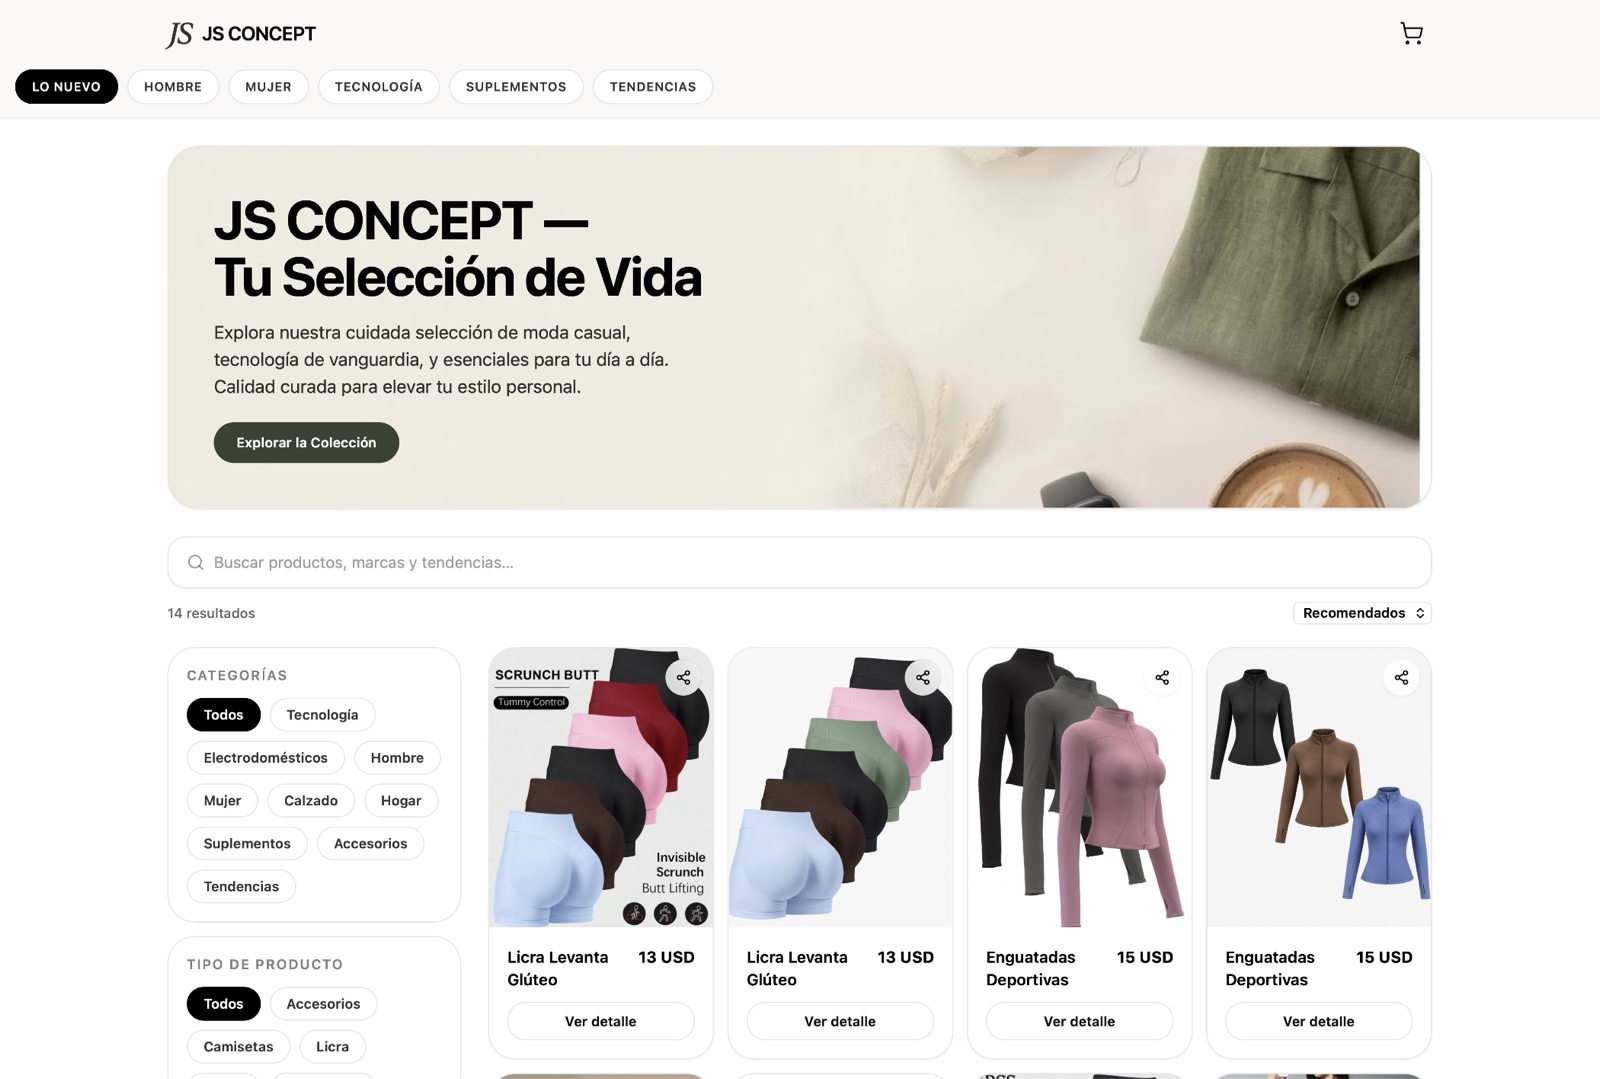 JS JS CONCEPT
LO NUEVO HOMBRE MUJER TECNOLOGÍA SUPLEMENTOS TENDENCIAS
JS CONCEPT —
Tu Selección de Vida
Explora nuestra cuidada selección de moda casual,
tecnología de vanguardia, y esenciales para tu día a día.
Calidad curada para elevar tu estilo personal.
Explorar la Colección
Buscar productos, marcas y tendencias...
14 resultados
Recomendados
CATEGORÍAS
Todos Tecnología
Electrodomésticos Hombre
Mujer Calzado Hogar
Suplementos Accesorios
Tendencias
TIPO DE PRODUCTO
Todos Accesorios
Camisetas Licra
SCRUNCH BUTT
Tummy Control
Invisible
Scrunch
Butt Lifting
Licra Levanta
Glúteo
13 USD
Ver detalle
Licra Levanta
Glúteo
13 USD
Ver detalle
Enguatadas
Deportivas
15 USD
Ver detalle
Enguatadas
Deportivas
15 USD
Ver detalle